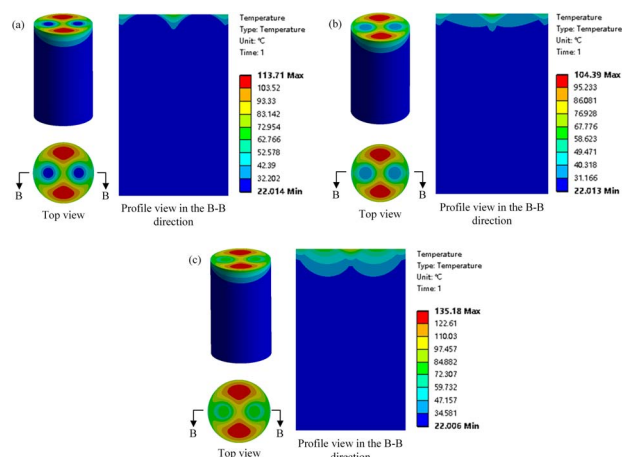 (a)
Temperature
Type: Temperature
Unit: °C
Time: 1
113.71 Max
103.52
93.33
83.142
72.954
62.766
52.578
42.39
32.202
22.014 Min
B
B
Top view
Profile view in the B-B
direction
(b)
Temperature
Type: Temperature
Unit: °C
Time: 1
104.39 Max
95.233
86.081
76.928
67.776
58.623
49.471
40.318
31.166
22.013 Min
B
B
Top view
Profile view in the B-B
direction
(c)
Temperature
Type: Temperature
Unit: °C
Time: 1
135.18 Max
122.61
110.03
97.457
84.882
72.307
59.732
47.157
34.581
22.006 Min
B
B
Top view
Profile view in the B-B
direction